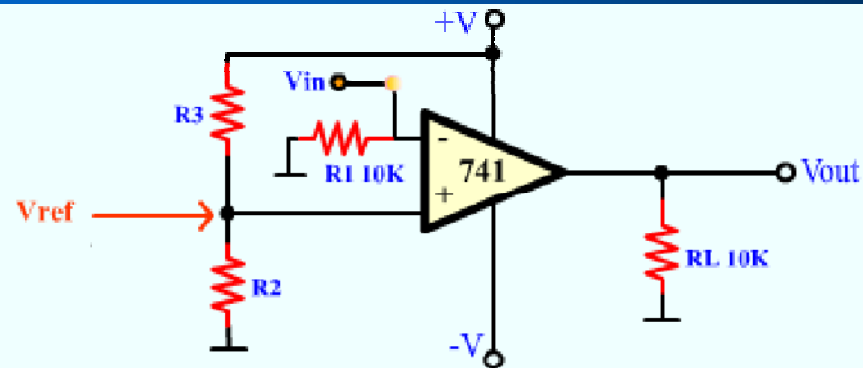 +V
Vin
R3
R1 10K
-
741
+
Vout
Vref
R2
RL 10K
-V